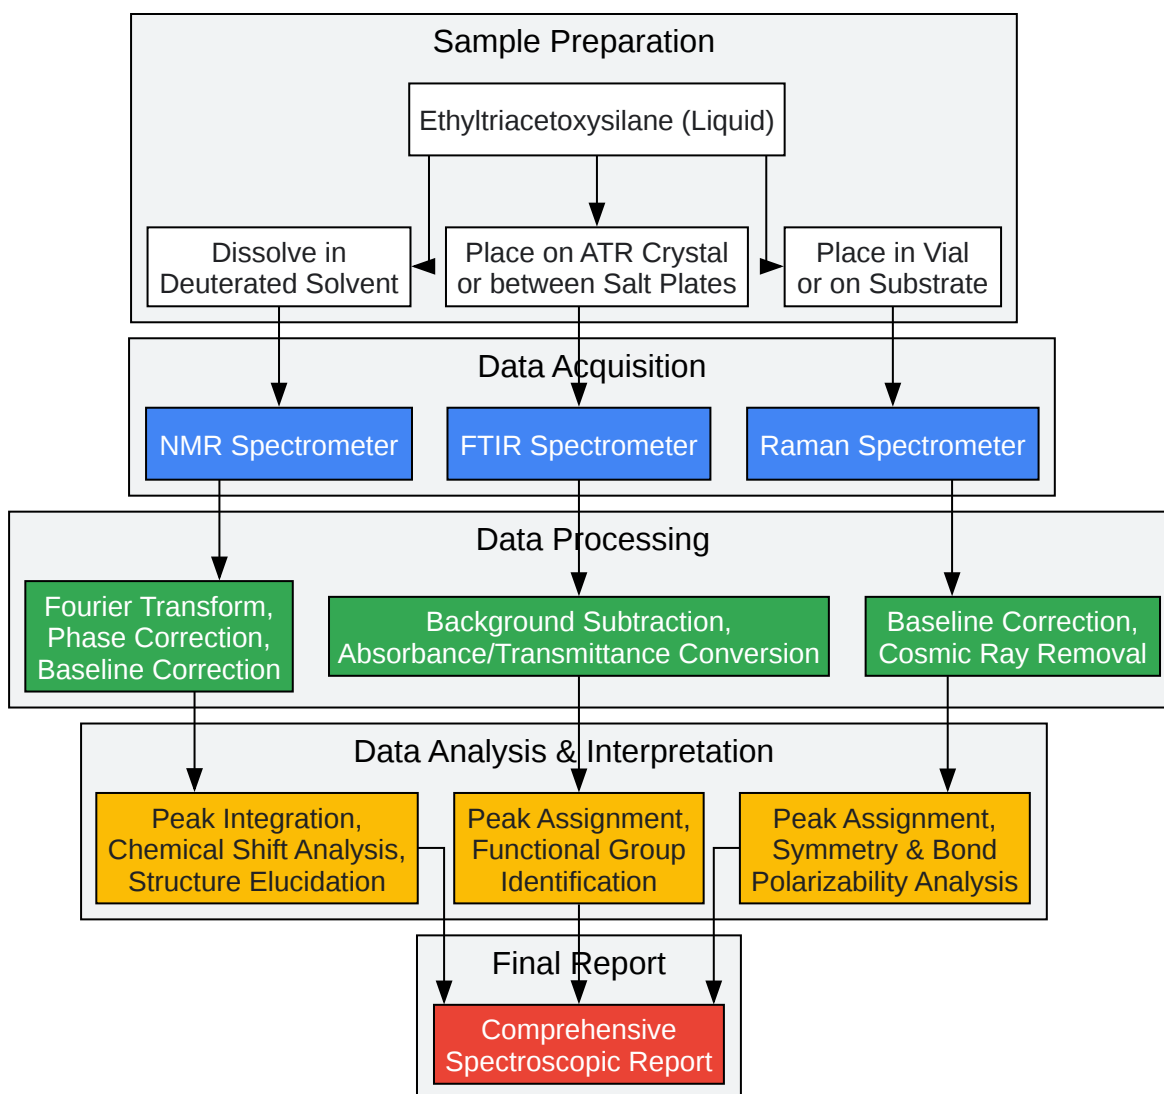 Sample Preparation
Ethyltriacetoxysilane (Liquid)
Dissolve in
Deuterated Solvent
Place on ATR Crystal
or between Salt Plates
Place in Vial
or on Substrate
Data Acquisition
NMR Spectrometer
FTIR Spectrometer
Raman Spectrometer
Data Processing
Fourier Transform,
Phase Correction,
Baseline Correction
Background Subtraction,
Absorbance/Transmittance Conversion
Baseline Correction,
Cosmic Ray Removal
Data Analysis & Interpretation
Peak Integration,
Chemical Shift Analysis,
Structure Elucidation
Peak Assignment,
Functional Group
Identification
Peak Assignment,
Symmetry & Bond
Polarizability Analysis
Final Report
Comprehensive
Spectroscopic Report